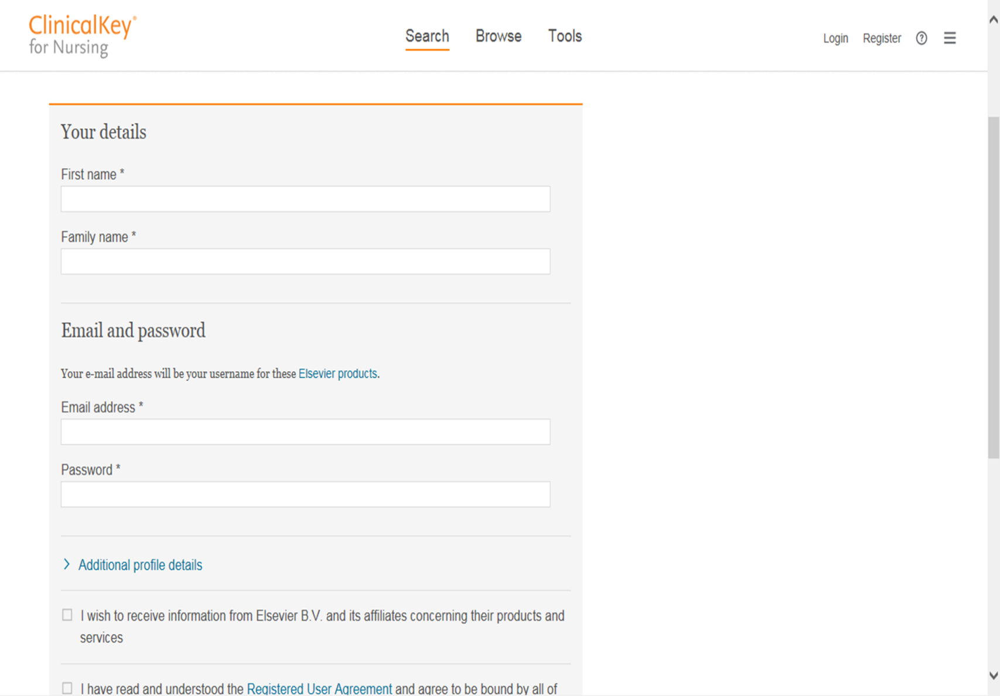 ClinicalKey®
for Nursing
Search Browse Tools
Login Register ?
Your details
First name *
Family name *
Email and password
Your e-mail address will be your username for these Elsevier products.
Email address *
Password *
Additional profile details
I wish to receive information from Elsevier B.V. and its affiliates concerning their products and
services
I have read and understood the Registered User Agreement and agree to be bound by all of